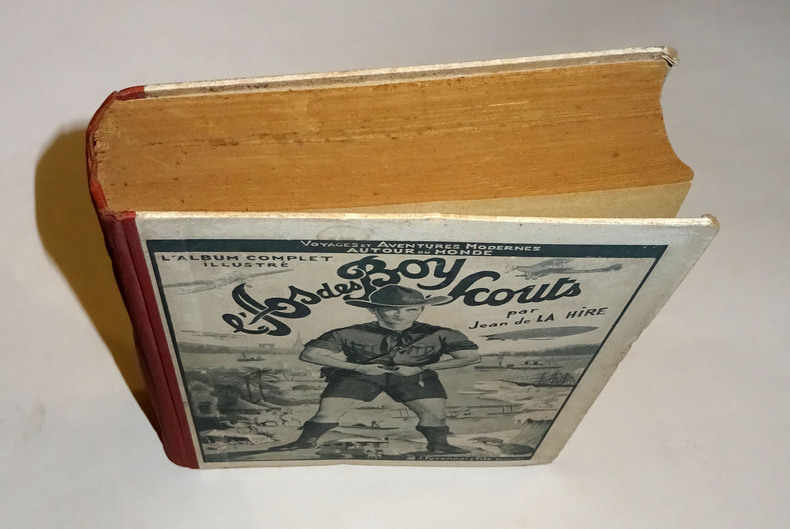 VOYAGES ET AVENTURES MODERNES
AUTOUR DU MONDE
L'ALBUM COMPLET
ILLUSTRÉ
l'As des Boy Scouts
par
Jean de LA HIRE